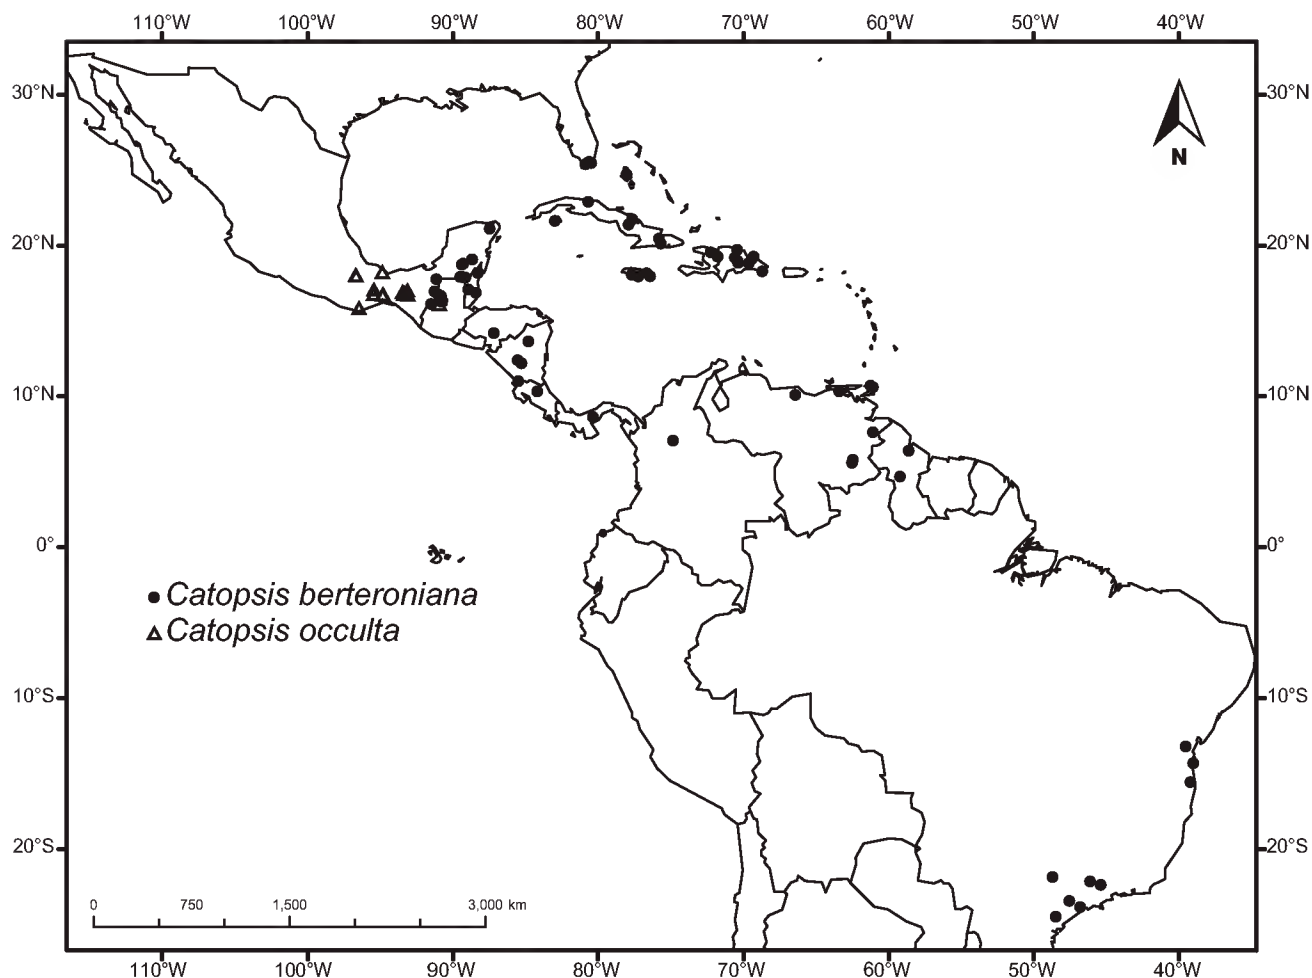 110°W 100°W 90°W 80°W 70°W 60°W 50°W 40°W
30°N 30°N
N
20°N 20°N
10°N 10°N
0° 0°
Catopsis berteroniana
Catopsis occulta
10°S 10°S
20°S 20°S
0 750 1,500 3,000 km
110°W 100°W 90°W 80°W 70°W 60°W 50°W 40°W